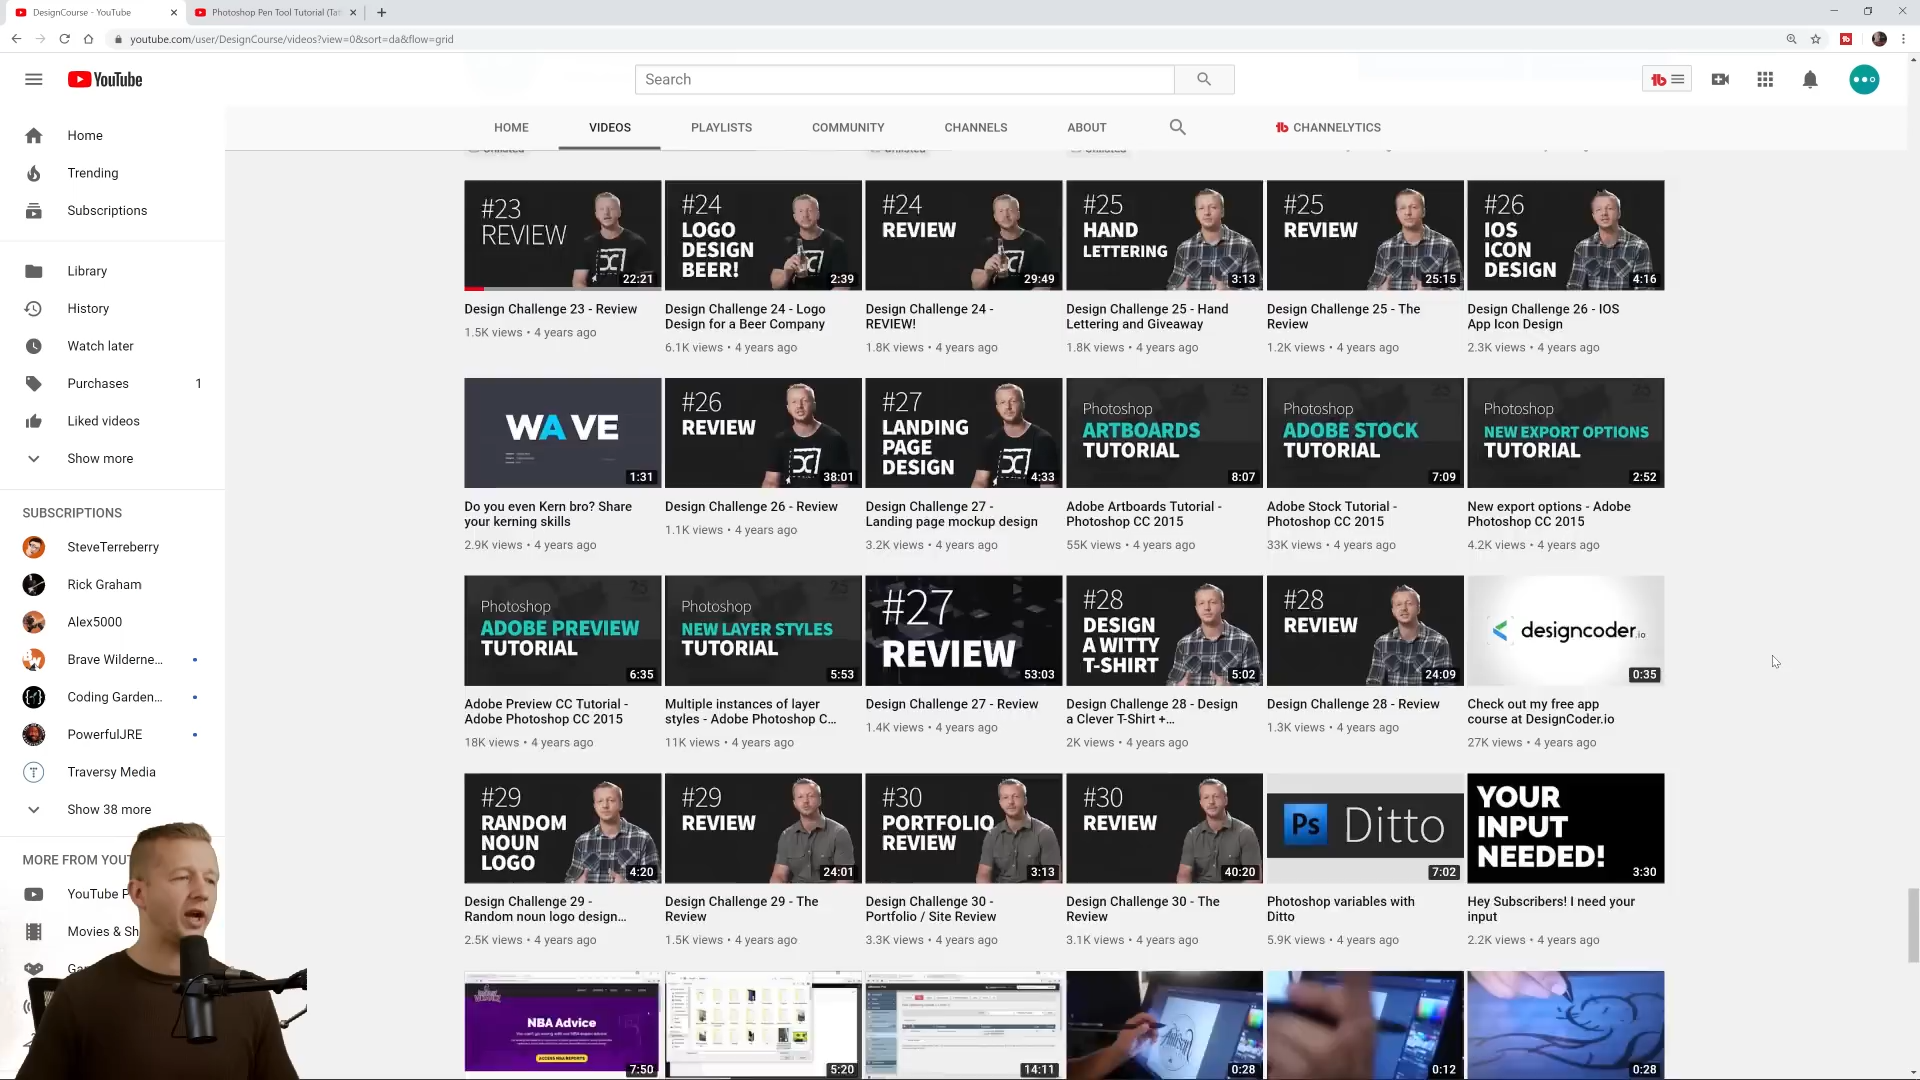 DesignCourse - YouTube
Photoshop Pen Tool Tutorial (Tat
youtube.com/user/DesignCourse/videos?view=0&sort=da&flow=grid
YouTube
Search
HOME
VIDEOS
PLAYLISTS
COMMUNITY
CHANNELS
ABOUT
CHANNELYTICS
Home
Trending
Subscriptions
Library
History
Watch later
Purchases 1
Liked videos
Show more
SUBSCRIPTIONS
SteveTerreberry
Rick Graham
Alex5000
Brave Wilderne...
Coding Garden...
PowerfulJRE
Traversy Media
Show 38 more
MORE FROM YOUT
YouTube P
Movies & Sh
#23
REVIEW
22:21
Design Challenge 23 - Review
1.5K views • 4 years ago
#24
LOGO
DESIGN
BEER!
2:39
Design Challenge 24 - Logo
Design for a Beer Company
6.1K views • 4 years ago
#24
REVIEW
29:49
Design Challenge 24 -
REVIEW!
1.8K views • 4 years ago
#25
HAND
LETTERING
3:13
Design Challenge 25 - Hand
Lettering and Giveaway
1.8K views • 4 years ago
#25
REVIEW
25:15
Design Challenge 25 - The
Review
1.2K views • 4 years ago
#26
IOS
ICON
DESIGN
4:16
Design Challenge 26 - IOS
App Icon Design
2.3K views • 4 years ago
WAVE
1:31
Do you even Kern bro? Share
your kerning skills
2.9K views • 4 years ago
#26
REVIEW
38:01
Design Challenge 26 - Review
1.1K views • 4 years ago
#27
LANDING
PAGE
DESIGN
4:33
Design Challenge 27 -
Landing page mockup design
3.2K views • 4 years ago
Photoshop
ARTBOARDS
TUTORIAL
8:07
Adobe Artboards Tutorial -
Photoshop CC 2015
55K views • 4 years ago
Photoshop
ADOBE STOCK
TUTORIAL
7:09
Adobe Stock Tutorial -
Photoshop CC 2015
33K views • 4 years ago
Photoshop
NEW EXPORT OPTIONS
TUTORIAL
2:52
New export options - Adobe
Photoshop CC 2015
4.2K views • 4 years ago
Photoshop
ADOBE PREVIEW
TUTORIAL
6:35
Adobe Preview CC Tutorial -
Adobe Photoshop CC 2015
18K views • 4 years ago
Photoshop
NEW LAYER STYLES
TUTORIAL
5:53
Multiple instances of layer
styles - Adobe Photoshop C...
11K views • 4 years ago
#27
REVIEW
53:03
Design Challenge 27 - Review
1.4K views • 4 years ago
#28
DESIGN
A WITTY
T-SHIRT
5:02
Design Challenge 28 - Design
a Clever T-Shirt +...
2K views • 4 years ago
#28
REVIEW
24:09
Design Challenge 28 - Review
1.3K views • 4 years ago
designcoder.io
0:35
Check out my free app
course at DesignCoder.io
27K views • 4 years ago
#29
RANDOM
NOUN
LOGO
4:20
Design Challenge 29 -
Random noun logo design...
2.5K views • 4 years ago
#29
REVIEW
24:01
Design Challenge 29 - The
Review
1.5K views • 4 years ago
#30
PORTFOLIO
REVIEW
3:13
Design Challenge 30 -
Portfolio / Site Review
3.3K views • 4 years ago
#30
REVIEW
40:20
Design Challenge 30 - The
Review
3.1K views • 4 years ago
Ps Ditto
7:02
Photoshop variables with
Ditto
5.9K views • 4 years ago
YOUR
INPUT
NEEDED!
3:30
Hey Subscribers! I need your
input
2.2K views • 4 years ago
NBA Advice
ACCESS NBA REPORTS
7:50
5:20
14:11
0:28
0:12
0:28